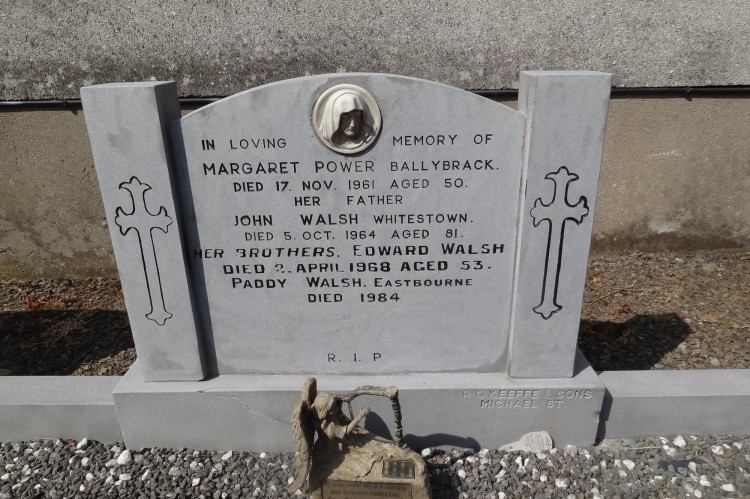 IN LOVING MEMORY OF
MARGARET POWER BALLYBRACK.
DIED 17. NOV. 1961 AGED 50.
HER FATHER
JOHN WALSH WHITESTOWN.
DIED 5. OCT. 1964 AGED 81.
HER BROTHERS, EDWARD WALSH
DIED 2. APRIL 1968 AGED 53.
PADDY WALSH, EASTBOURNE
DIED 1984
R. I. P
P. O'KEEFFE & SONS
MICHAEL ST.